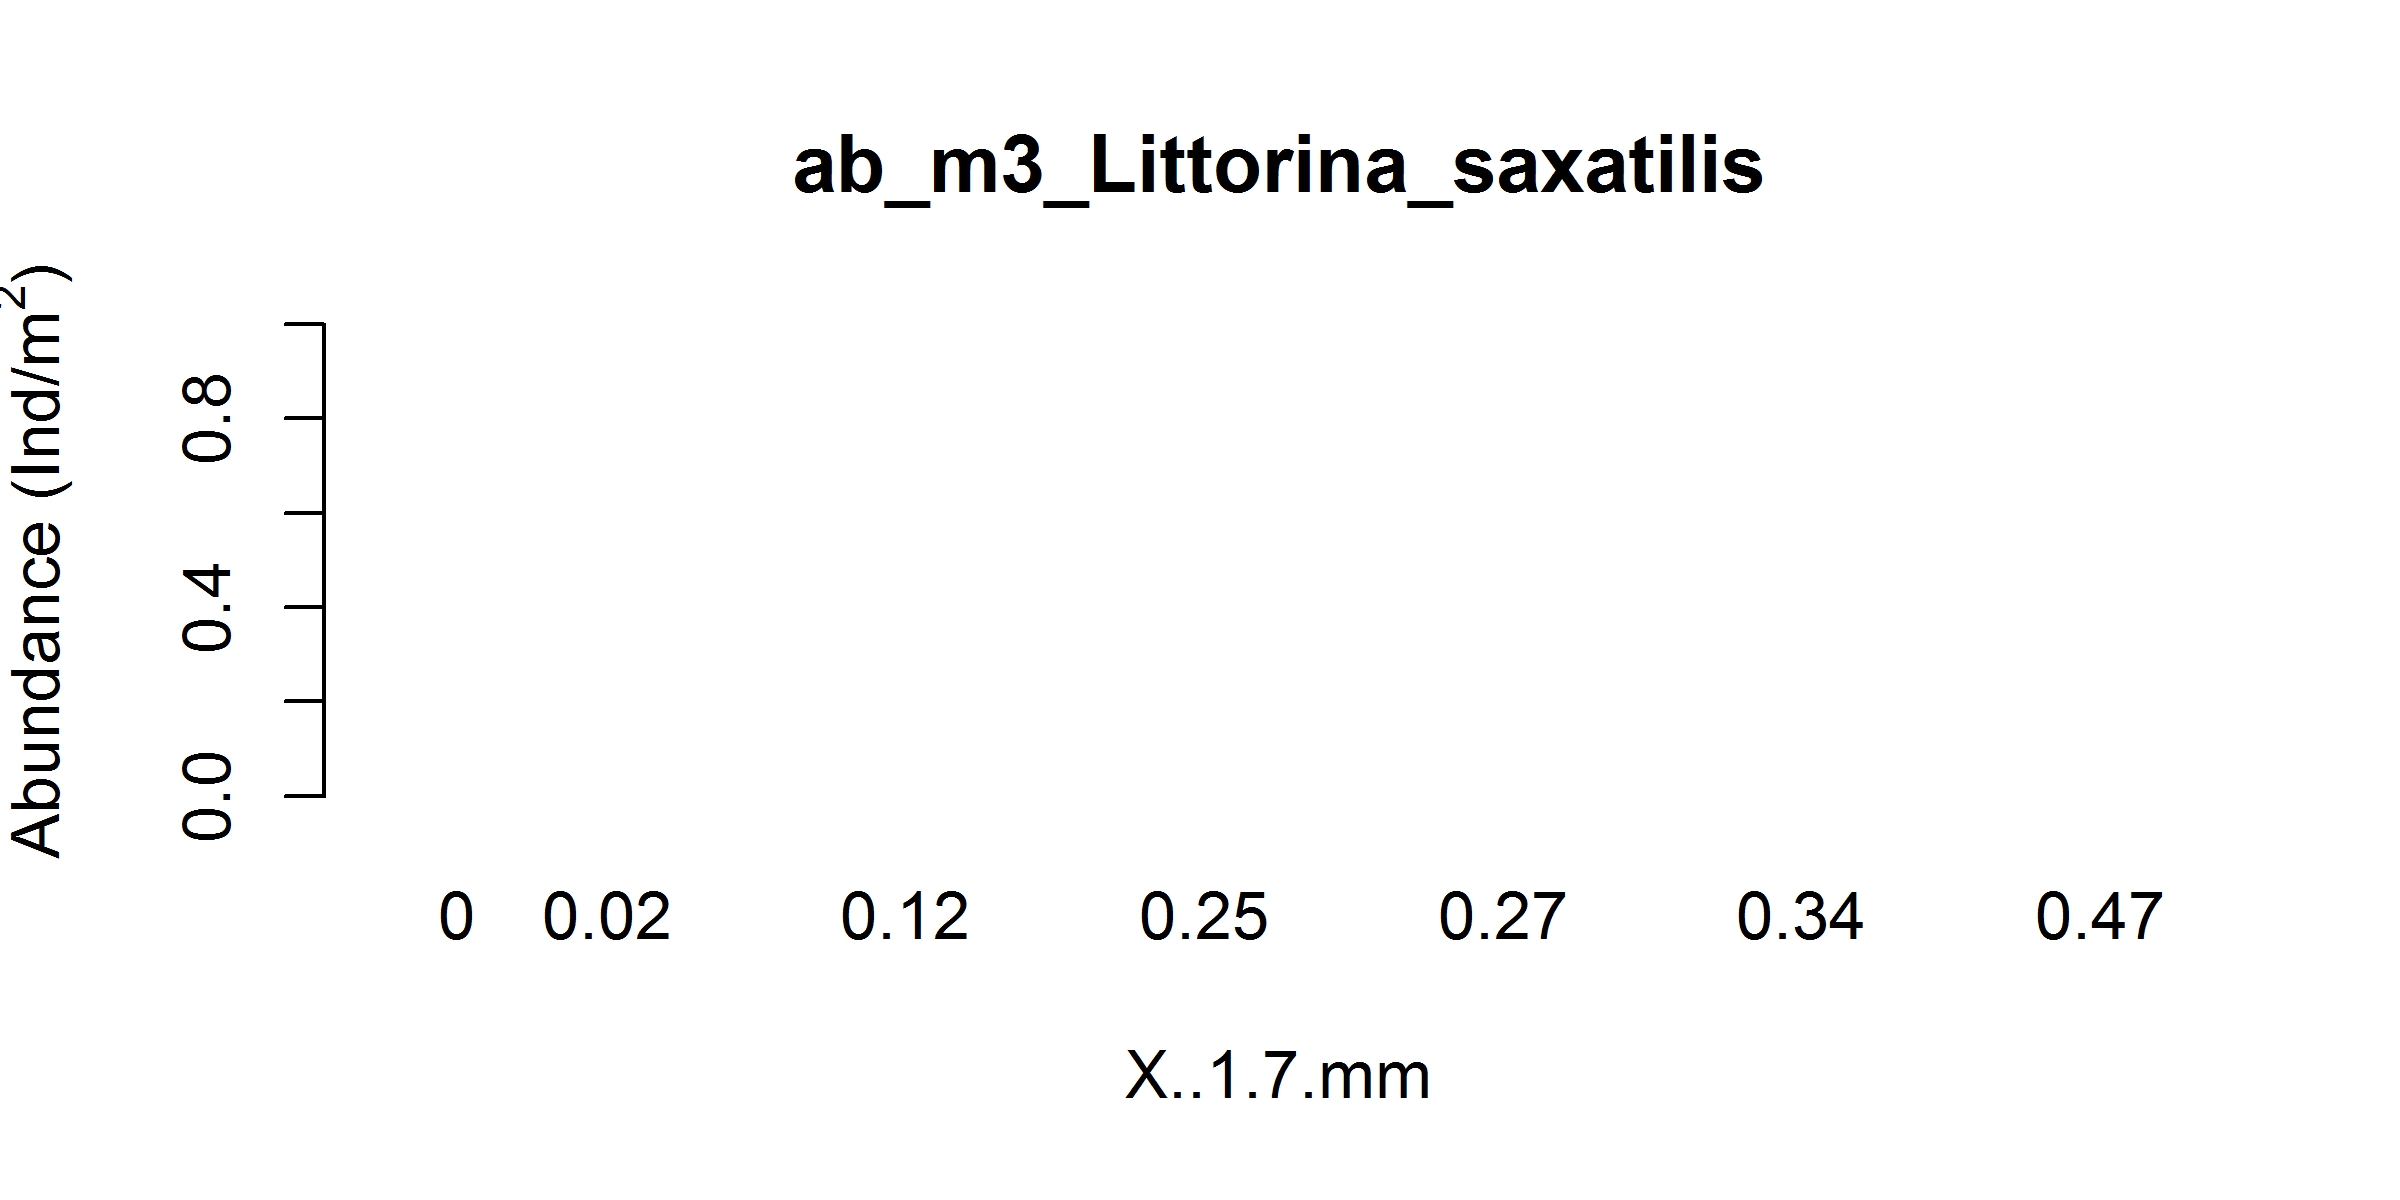 ab_m3_Littorina_saxatilis
Abundance (Ind/m²)
0.8
0.4
0.0
0 0.02 0.12 0.25 0.27 0.34 0.47
X..1.7.mm